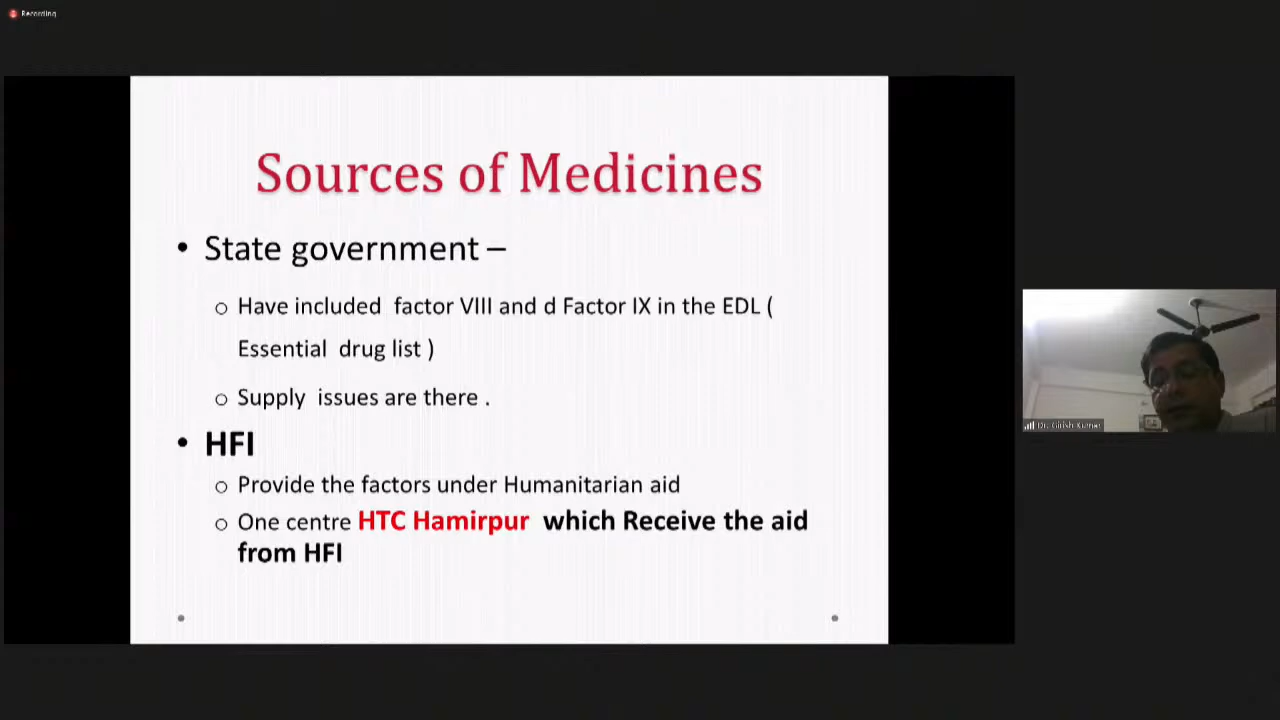 Recording
Sources of Medicines
• State government –
o Have included factor VIII and d Factor IX in the EDL (
Essential drug list )
o Supply issues are there .
• HFI
o Provide the factors under Humanitarian aid
o One centre HTC Hamirpur which Receive the aid
from HFI
Dr. Girish Kumar